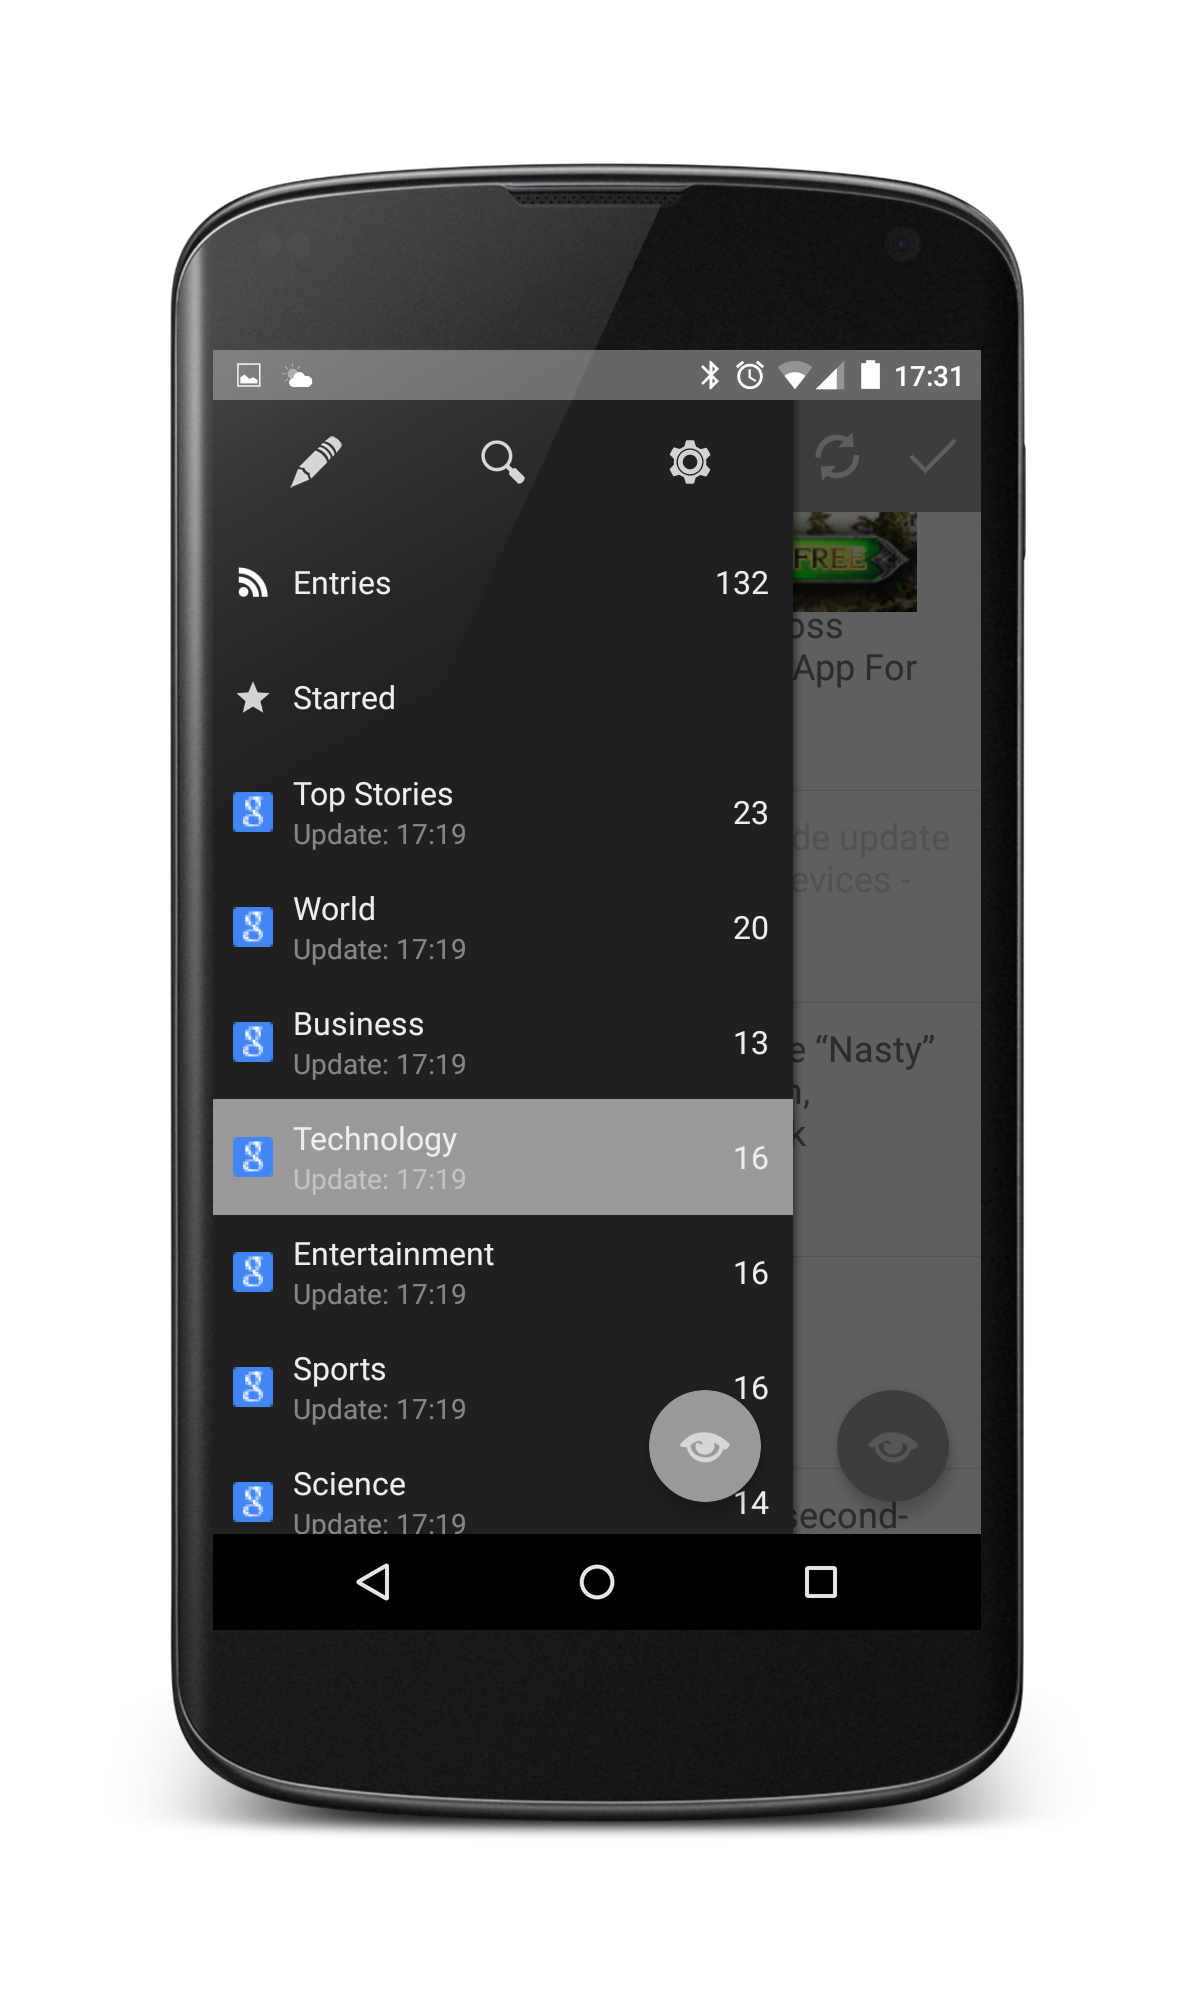 17:31
FREE
Entries 132
oss
App For
Starred
Top Stories
Update: 17:19
23
de update
evices -
World
Update: 17:19
20
Business
Update: 17:19
13
e “Nasty”
Technology
Update: 17:19
16
Entertainment
Update: 17:19
16
Sports
Update: 17:19
16
Science
Update: 17:19
14
second-